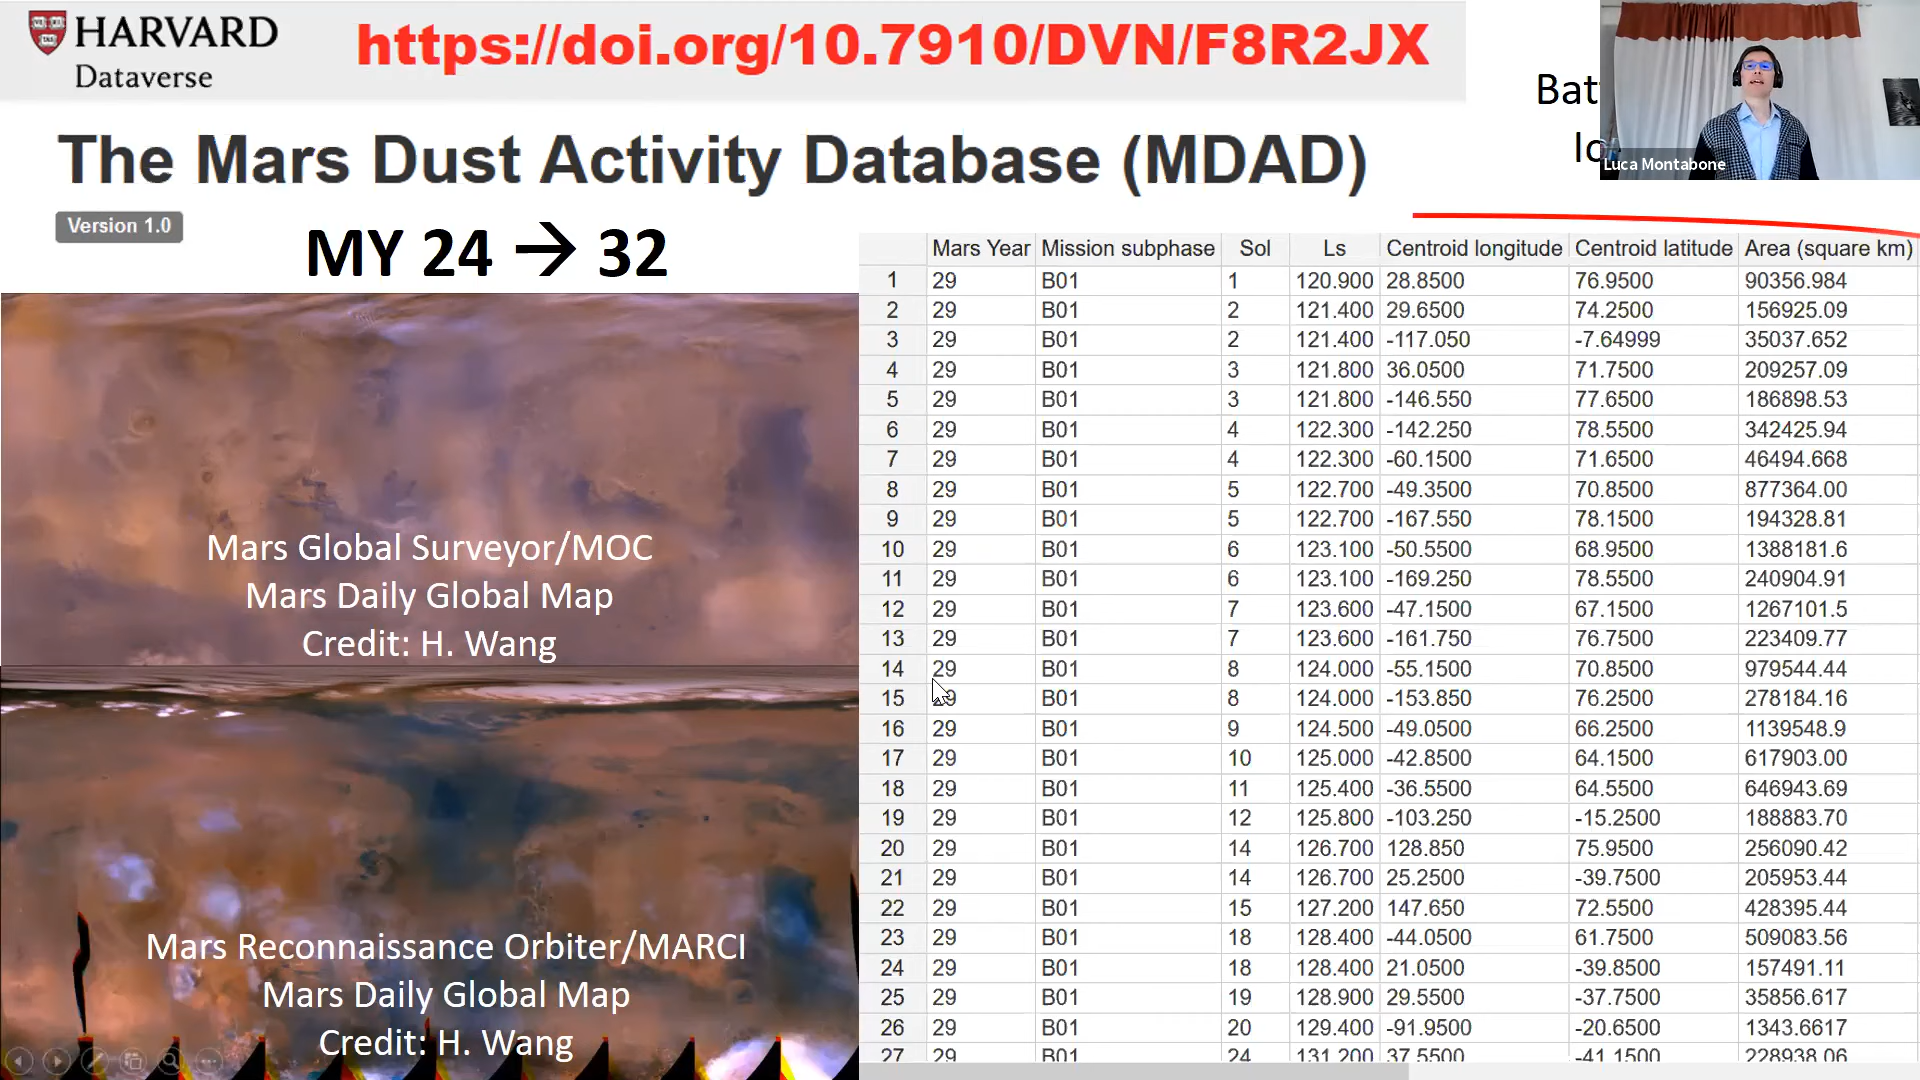 HARVARD
Dataverse
https://doi.org/10.7910/DVN/F8R2JX
Luca Montabone
The Mars Dust Activity Database (MDAD)
Version 1.0
MY 24 → 32
Mars Global Surveyor/MOC
Mars Daily Global Map
Credit: H. Wang
Mars Reconnaissance Orbiter/MARCI
Mars Daily Global Map
Credit: H. Wang
Mars Year Mission subphase Sol Ls Centroid longitude Centroid latitude Area (square km)
1 29 B01 1 120.900 28.8500 76.9500 90356.984
2 29 B01 2 121.400 29.6500 74.2500 156925.09
3 29 B01 2 121.400 -117.050 -7.64999 35037.652
4 29 B01 3 121.800 36.0500 71.7500 209257.09
5 29 B01 3 121.800 -146.550 77.6500 186898.53
6 29 B01 4 122.300 -142.250 78.5500 342425.94
7 29 B01 4 122.300 -60.1500 71.6500 46494.668
8 29 B01 5 122.700 -49.3500 70.8500 877364.00
9 29 B01 5 122.700 -167.550 78.1500 194328.81
10 29 B01 6 123.100 -50.5500 68.9500 1388181.6
11 29 B01 6 123.100 -169.250 78.5500 240904.91
12 29 B01 7 123.600 -47.1500 67.1500 1267101.5
13 29 B01 7 123.600 -161.750 76.7500 223409.77
14 29 B01 8 124.000 -55.1500 70.8500 979544.44
15 29 B01 8 124.000 -153.850 76.2500 278184.16
16 29 B01 9 124.500 -49.0500 66.2500 1139548.9
17 29 B01 10 125.000 -42.8500 64.1500 617903.00
18 29 B01 11 125.400 -36.5500 64.5500 646943.69
19 29 B01 12 125.800 -103.250 -15.2500 188883.70
20 29 B01 14 126.700 128.850 75.9500 256090.42
21 29 B01 14 126.700 25.2500 -39.7500 205953.44
22 29 B01 15 127.200 147.650 72.5500 428395.44
23 29 B01 18 128.400 -44.0500 61.7500 509083.56
24 29 B01 18 128.400 21.0500 -39.8500 157491.11
25 29 B01 19 128.900 29.5500 -37.7500 35856.617
26 29 B01 20 129.400 -91.9500 -20.6500 1343.6617
27 29 B01 24 131.200 37.5500 -41.1500 228938.06